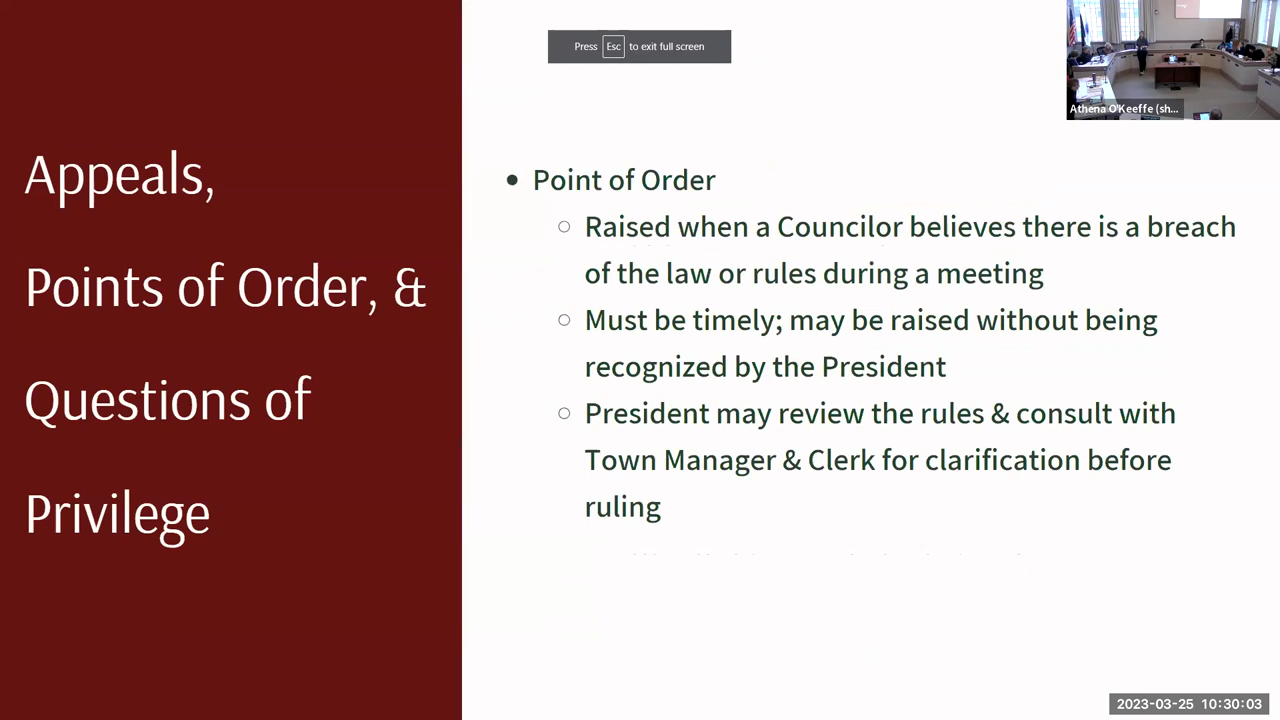 Appeals,
Points of Order, &
Questions of
Privilege
Press Esc to exit full screen
Athena O'Keeffe (sh...
• Point of Order
○ Raised when a Councilor believes there is a breach
of the law or rules during a meeting
○ Must be timely; may be raised without being
recognized by the President
○ President may review the rules & consult with
Town Manager & Clerk for clarification before
ruling
2023-03-25 10:30:03